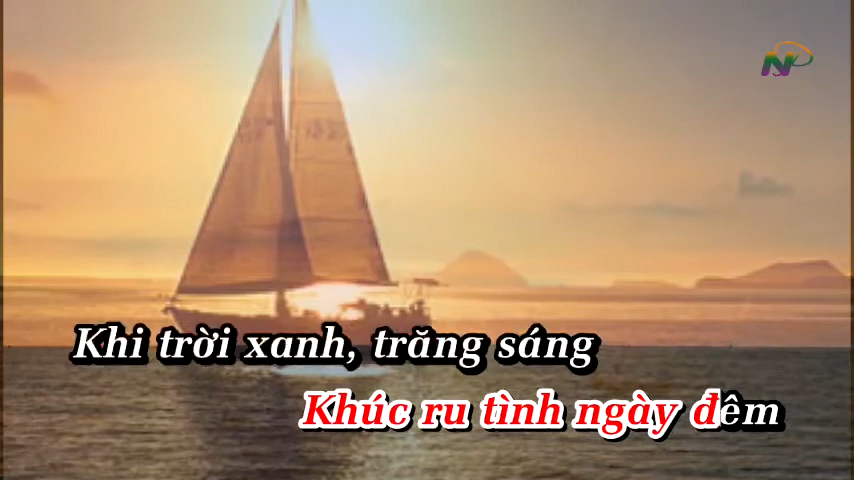 Khi trời xanh, trăng sáng
Khúc ru tình ngày đêm